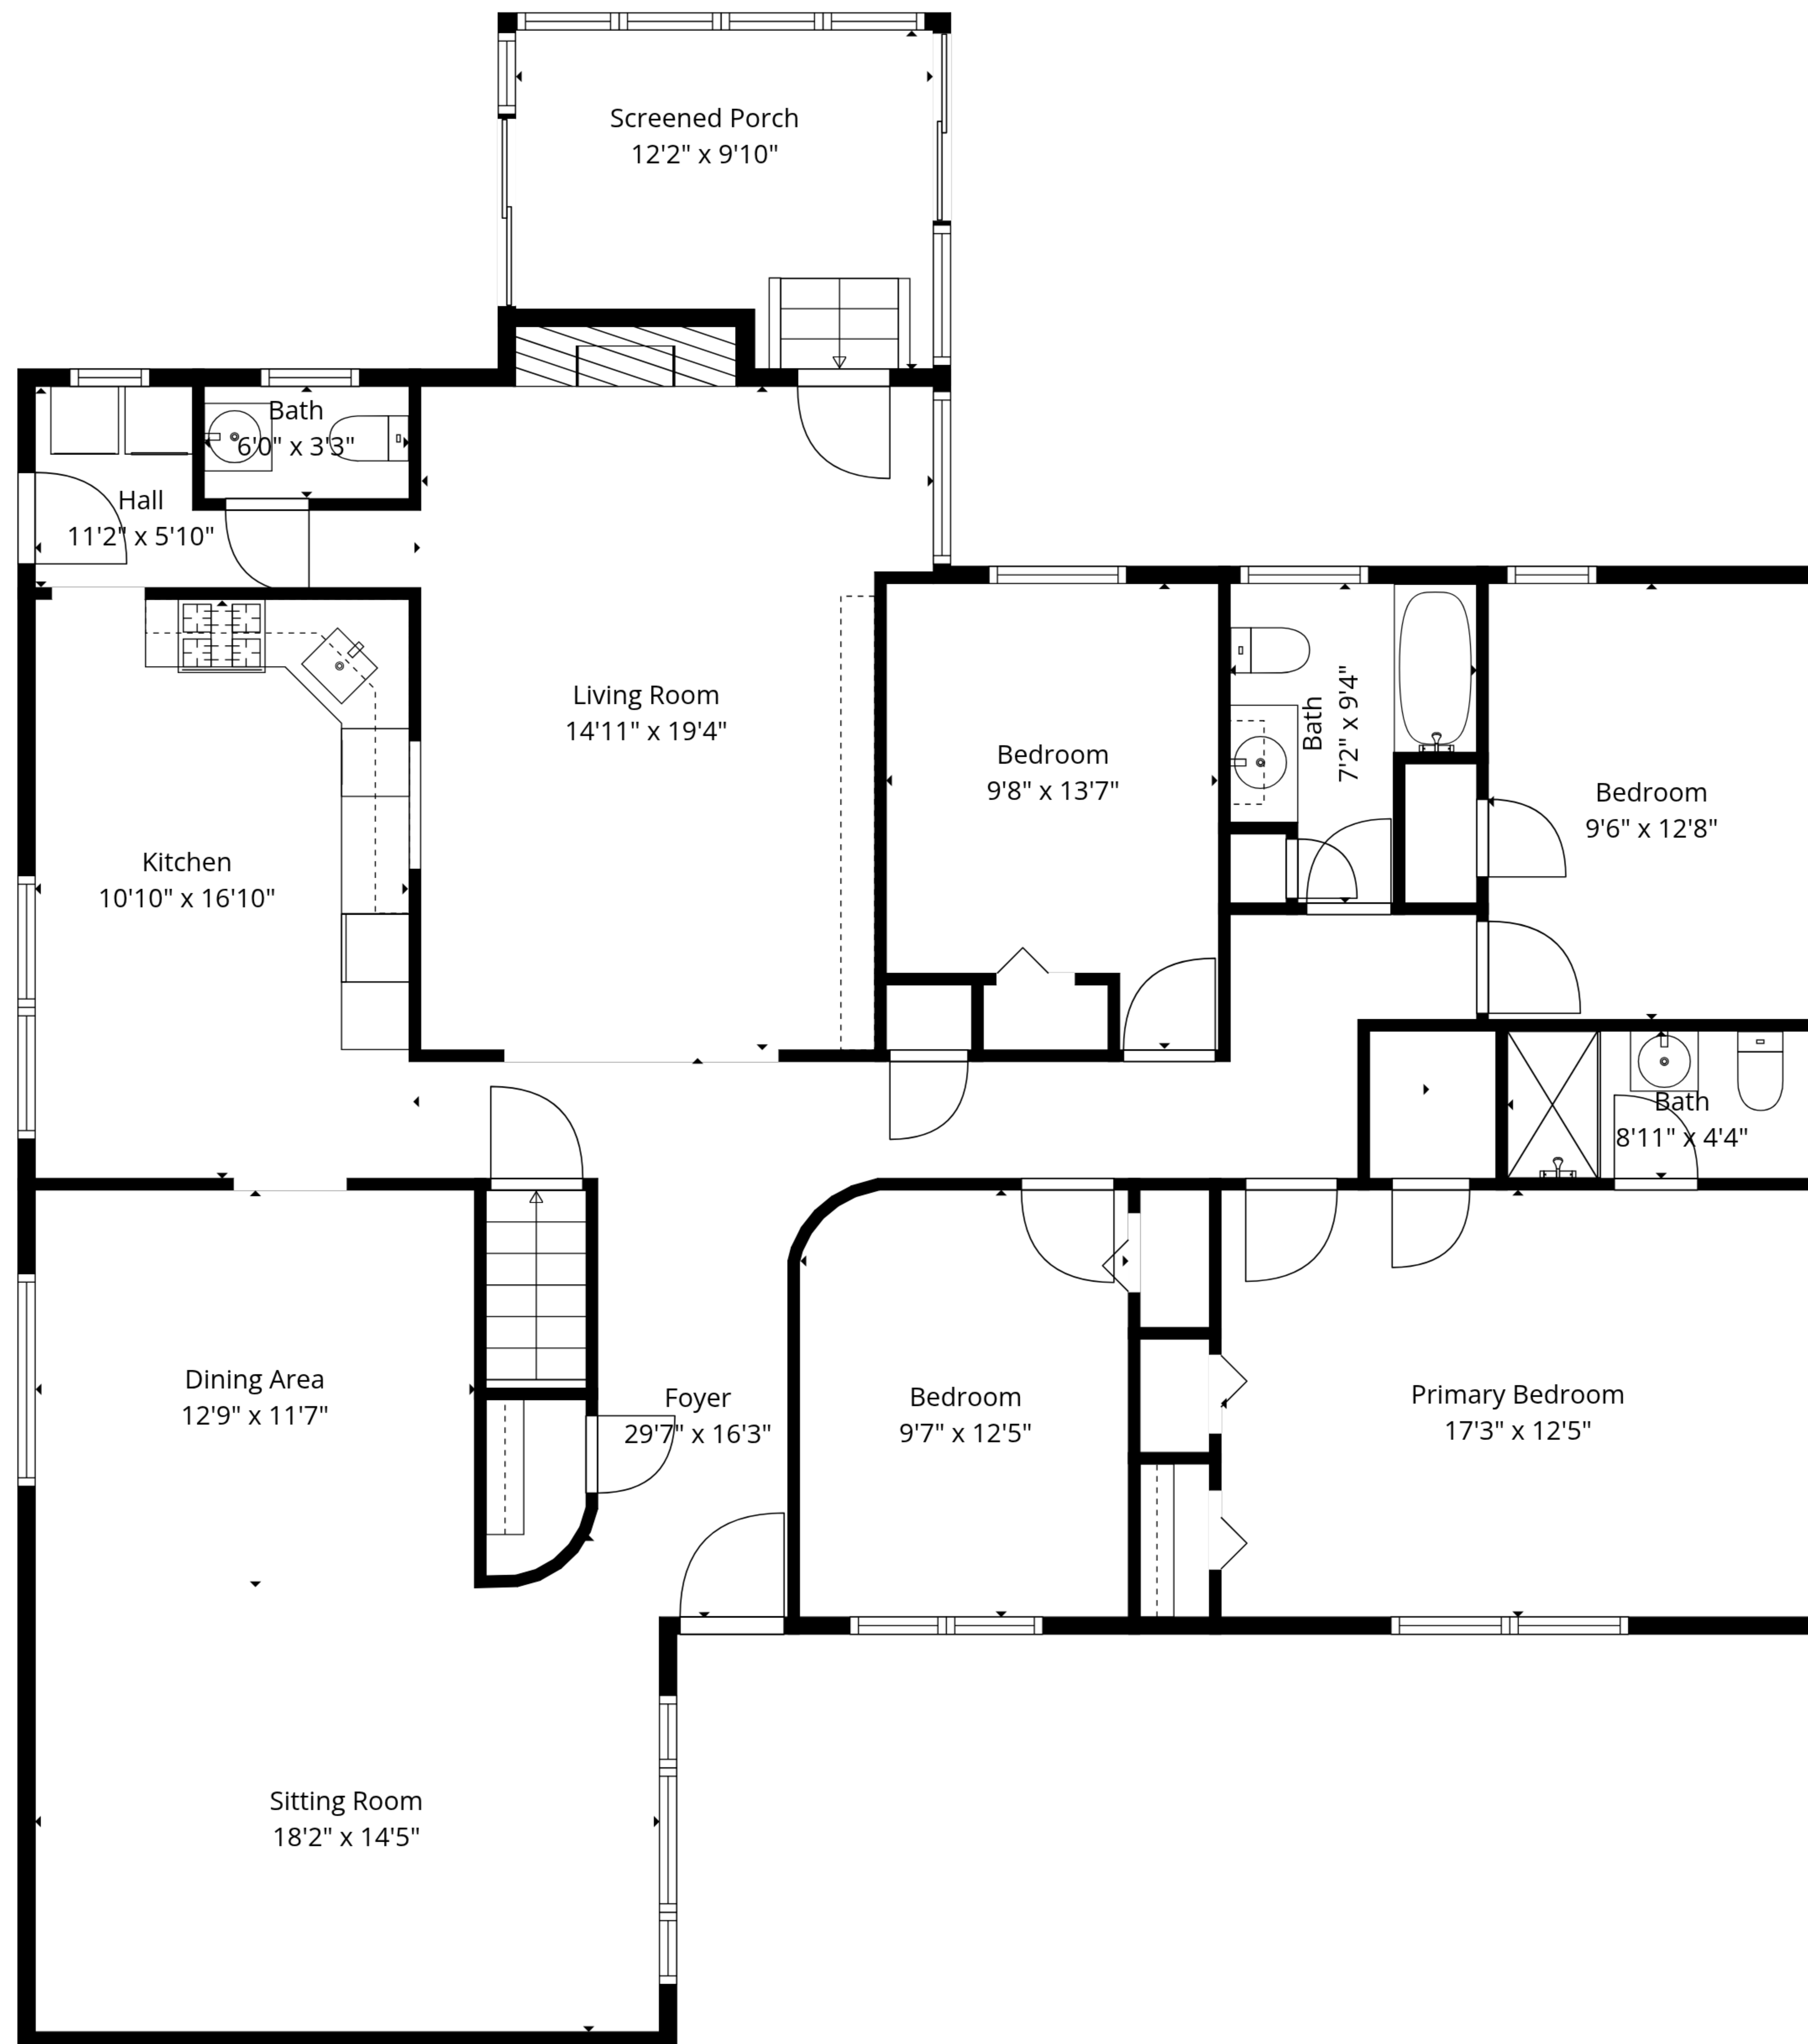 Screened Porch
12'2" x 9'10"
Bath
6'0" x 3'3"
Hall
11'2" x 5'10"
Living Room
14'11" x 19'4"
Bedroom
9'8" x 13'7"
Bath
7'2" x 9'4"
Bedroom
9'6" x 12'8"
Kitchen
10'10" x 16'10"
Bath
8'11" x 4'4"
Dining Area
12'9" x 11'7"
Foyer
29'7" x 16'3"
Bedroom
9'7" x 12'5"
Primary Bedroom
17'3" x 12'5"
Sitting Room
18'2" x 14'5"